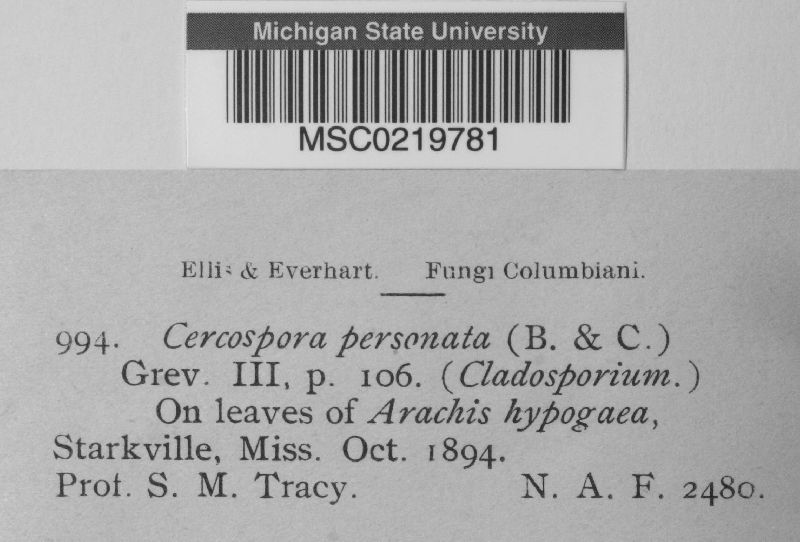 Michigan State University
MSC0219781
Ellis & Everhart. Fungi Columbiani.
994. Cercospora personata (B. & C.)
Grev. III, p. 106. (Cladosporium.)
On leaves of Arachis hypogaea,
Starkville, Miss. Oct. 1894.
Prof. S. M. Tracy. N. A. F. 2480.